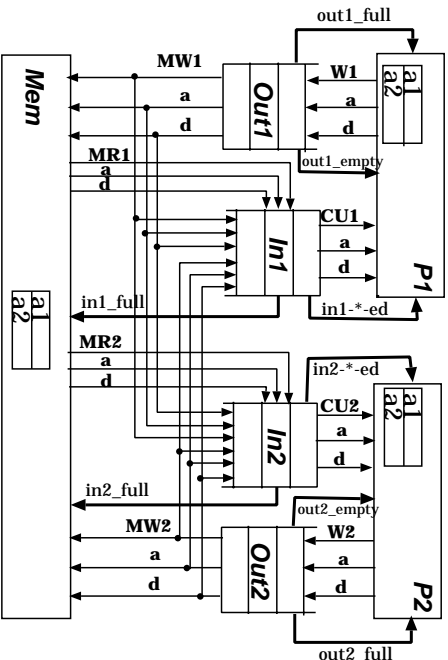 out1_full
MW1
W1
a1
a2
a
a
d
d
Out1
P1
Mem
MR1
a
d
out1_empty
CU1
a
d
In1
in1_full
in1-*-ed
a1
a2
MR2
a
d
in2-*-ed
a1
a2
CU2
a
d
In2
in2_full
out2_empty
MW2
W2
a
a
d
d
Out2
P2
out2_full